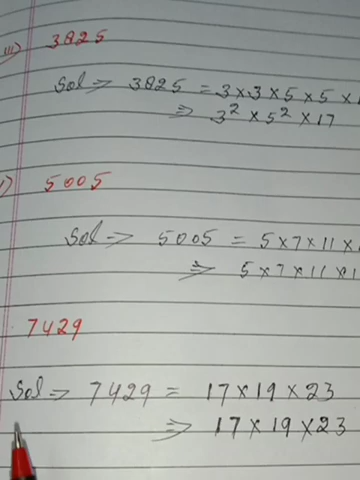 iii) 3825
Sol => 3825 = 3×3×5×5×
=> 3² × 5² × 17
) 5005
Sol => 5005 = 5×7×11×
=> 5×7×11×1
7429
Sol => 7429 = 17×19×23
=> 17×19×23